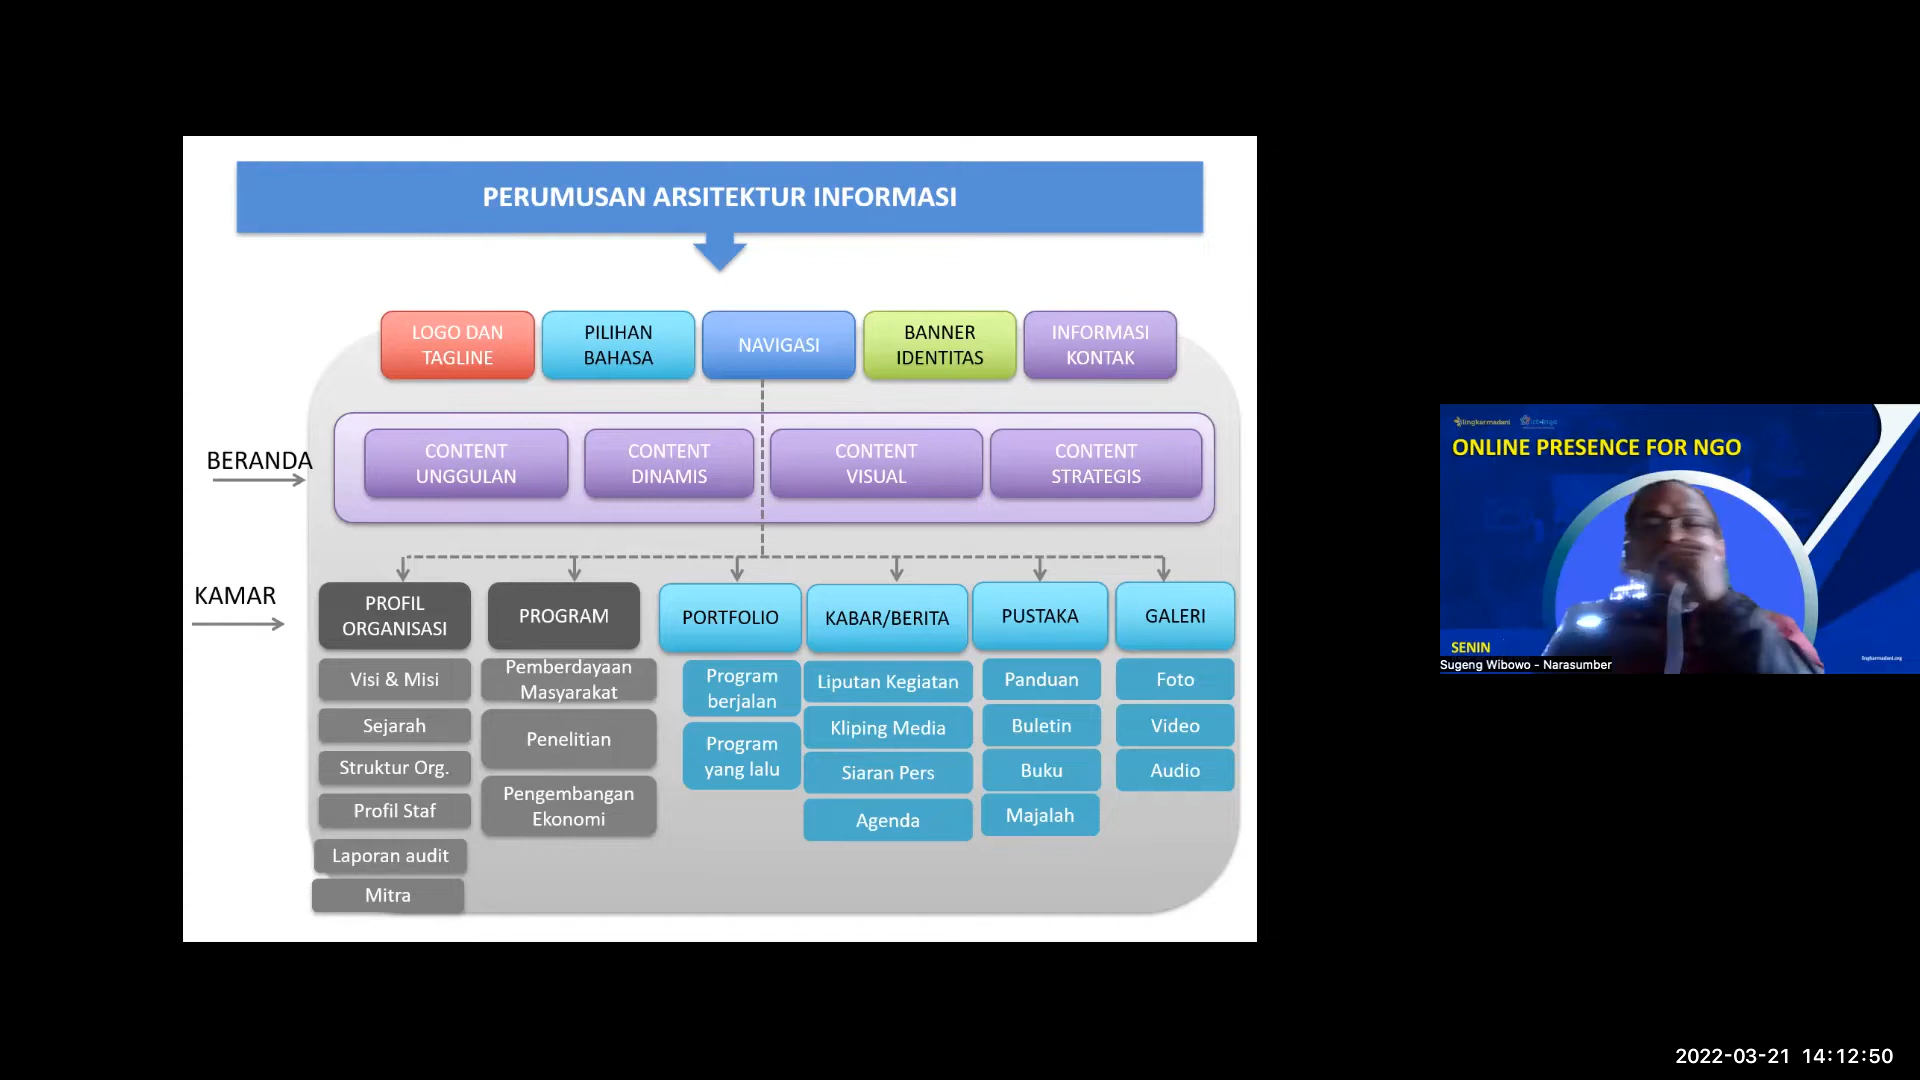 PERUMUSAN ARSITEKTUR INFORMASI
LOGO DAN
TAGLINE
PILIHAN
BAHASA
NAVIGASI
BANNER
IDENTITAS
INFORMASI
KONTAK
BERANDA
CONTENT
UNGGULAN
CONTENT
DINAMIS
CONTENT
VISUAL
CONTENT
STRATEGIS
KAMAR
PROFIL
ORGANISASI
Visi & Misi
Sejarah
Struktur Org.
Profil Staf
Laporan audit
Mitra
PROGRAM
Pemberdayaan
Masyarakat
Penelitian
Pengembangan
Ekonomi
PORTFOLIO
Program
berjalan
Program
yang lalu
KABAR/BERITA
Liputan Kegiatan
Kliping Media
Siaran Pers
Agenda
PUSTAKA
Panduan
Buletin
Buku
Majalah
GALERI
Foto
Video
Audio
lingkarmadani
ONLINE PRESENCE FOR NGO
SENIN
Sugeng Wibowo - Narasumber
lingkarmadani.org
2022-03-21 14:12:50